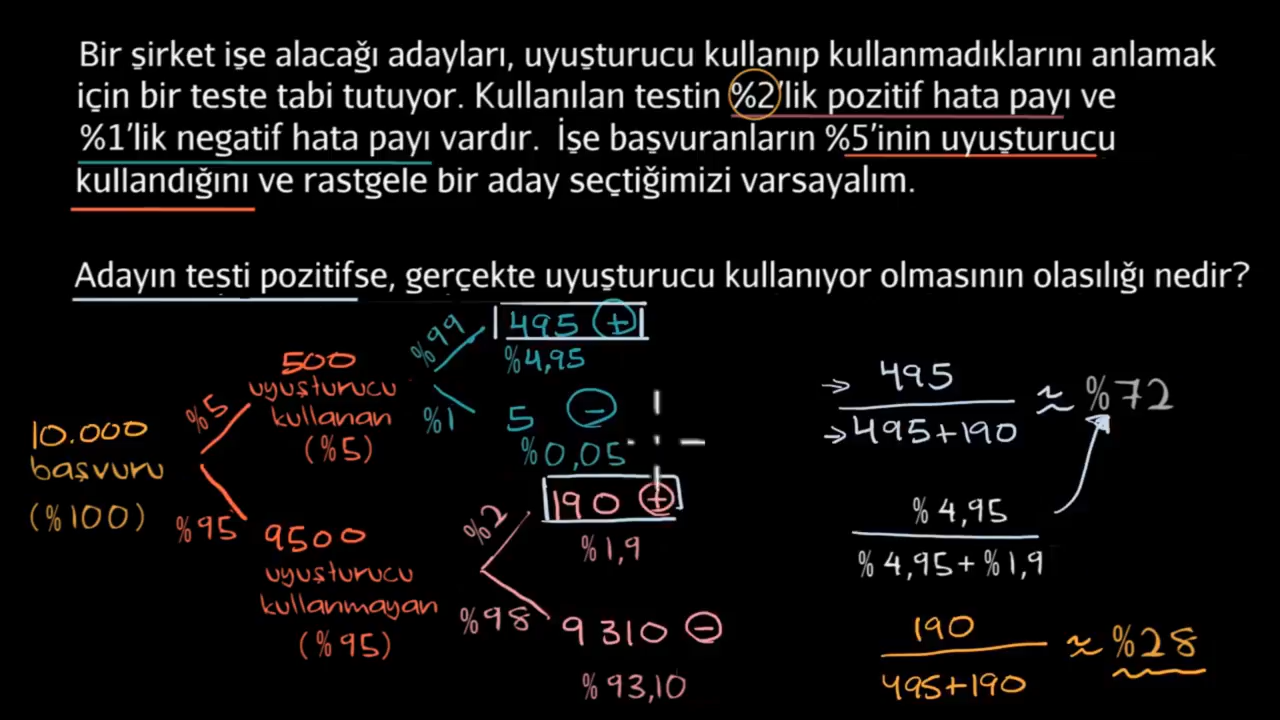 Bir şirket işe alacağı adayları, uyuşturucu kullanıp kullanmadıklarını anlamak
için bir teste tabi tutuyor. Kullanılan testin %2'lik pozitif hata payı ve
%1'lik negatif hata payı vardır. İşe başvuranların %5'inin uyuşturucu
kullandığını ve rastgele bir aday seçtiğimizi varsayalım.
Adayın testi pozitifse, gerçekte uyuşturucu kullanıyor olmasının olasılığı nedir?
10.000
başvuru
(%100)
%5
%95
500
uyuşturucu
kullanan
(%5)
9500
uyuşturucu
kullanmayan
(%95)
%99
%1
495 +
%4,95
5 -
%0,05
%2
%98
190 +
%1,9
9310 -
%93,10
→ 495
→ 495+190
≈ %72
%4,95
%4,95+%1,9
190
495+190
≈ %28